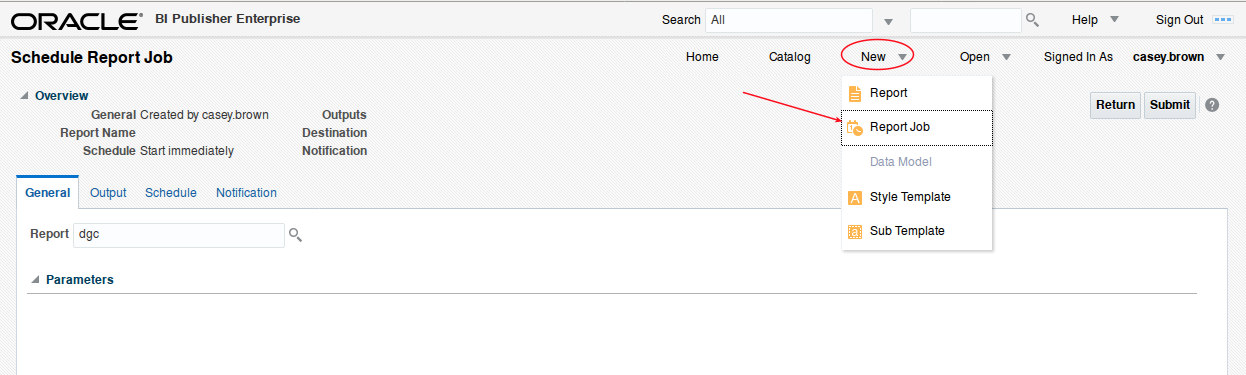 ORACLE® BI Publisher Enterprise Search All Help Sign Out
Schedule Report Job Home Catalog New Open Signed In As casey.brown
Overview
General Created by casey.brown Outputs
Report Name Destination
Schedule Start immediately Notification
Return Submit ?
Report
Report Job
Data Model
Style Template
Sub Template
General Output Schedule Notification
Report dgc
Parameters